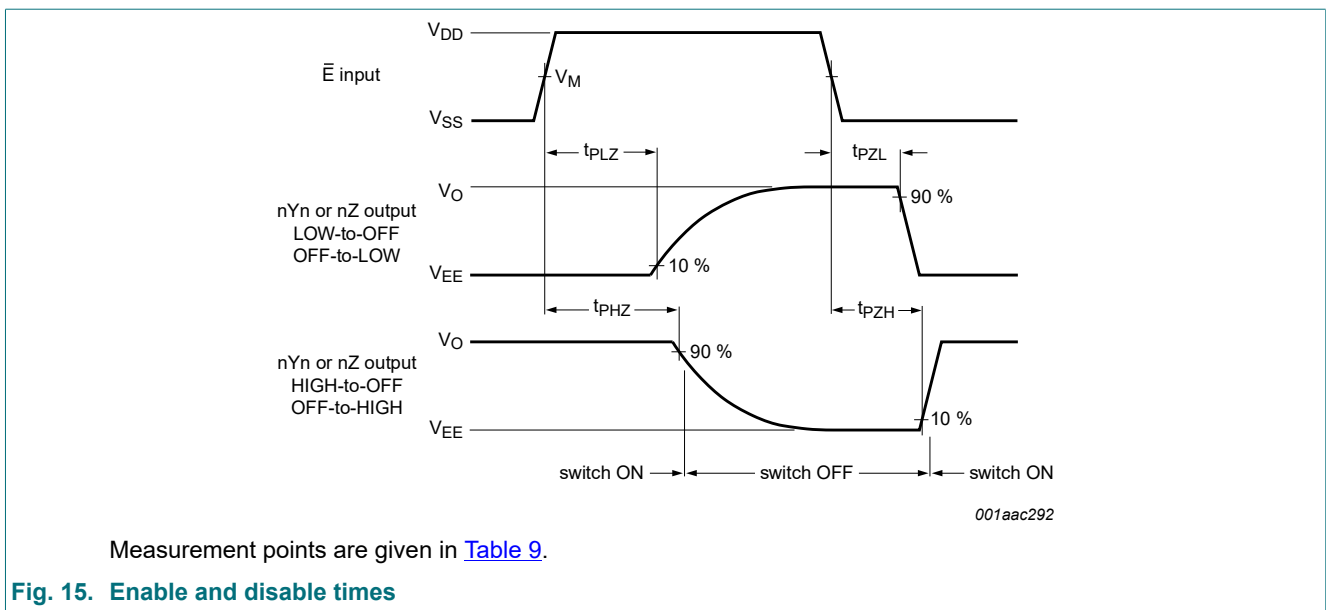 V_DD
Ē input
V_M
V_SS
t_PLZ
t_PZL
V_O
90 %
nYn or nZ output
LOW-to-OFF
OFF-to-LOW
10 %
V_EE
t_PHZ
t_PZH
V_O
90 %
nYn or nZ output
HIGH-to-OFF
OFF-to-HIGH
10 %
V_EE
switch ON
switch OFF
switch ON
001aac292
Measurement points are given in Table 9.
Fig. 15. Enable and disable times